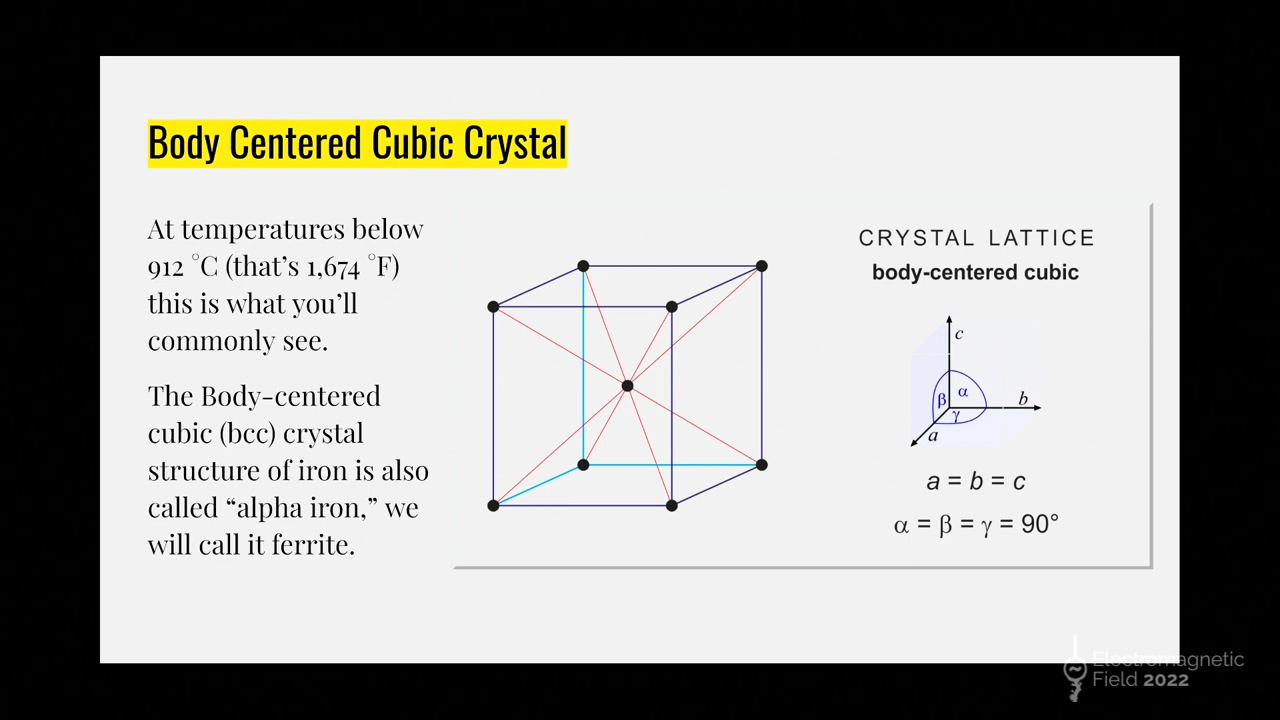 Body Centered Cubic Crystal
At temperatures below
912 °C (that’s 1,674 °F)
this is what you’ll
commonly see.
The Body-centered
cubic (bcc) crystal
structure of iron is also
called “alpha iron,” we
will call it ferrite.
CRYSTAL LATTICE
body-centered cubic
c
β α
b
γ
a
a = b = c
α = β = γ = 90°
Electromagnetic
Field 2022